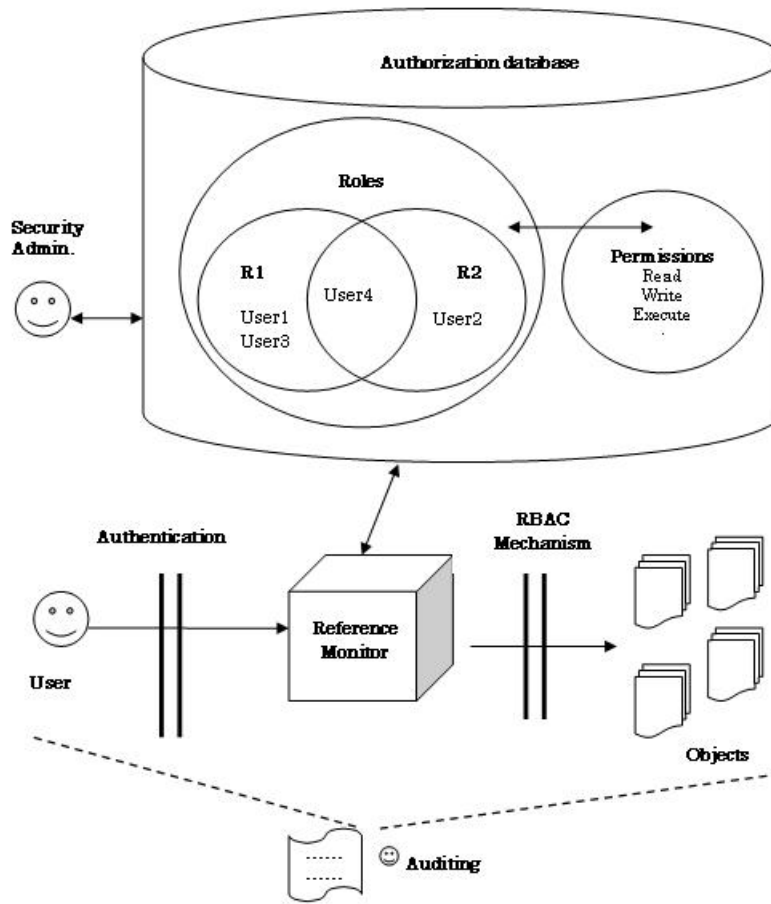 Authorization database
Roles
Security
Admin.
R1
R2
User4
User1
User3
User2
Permissions
Read
Write
Execute
.
Authentication
RBAC
Mechanism
Reference
Monitor
User
Objects
Auditing